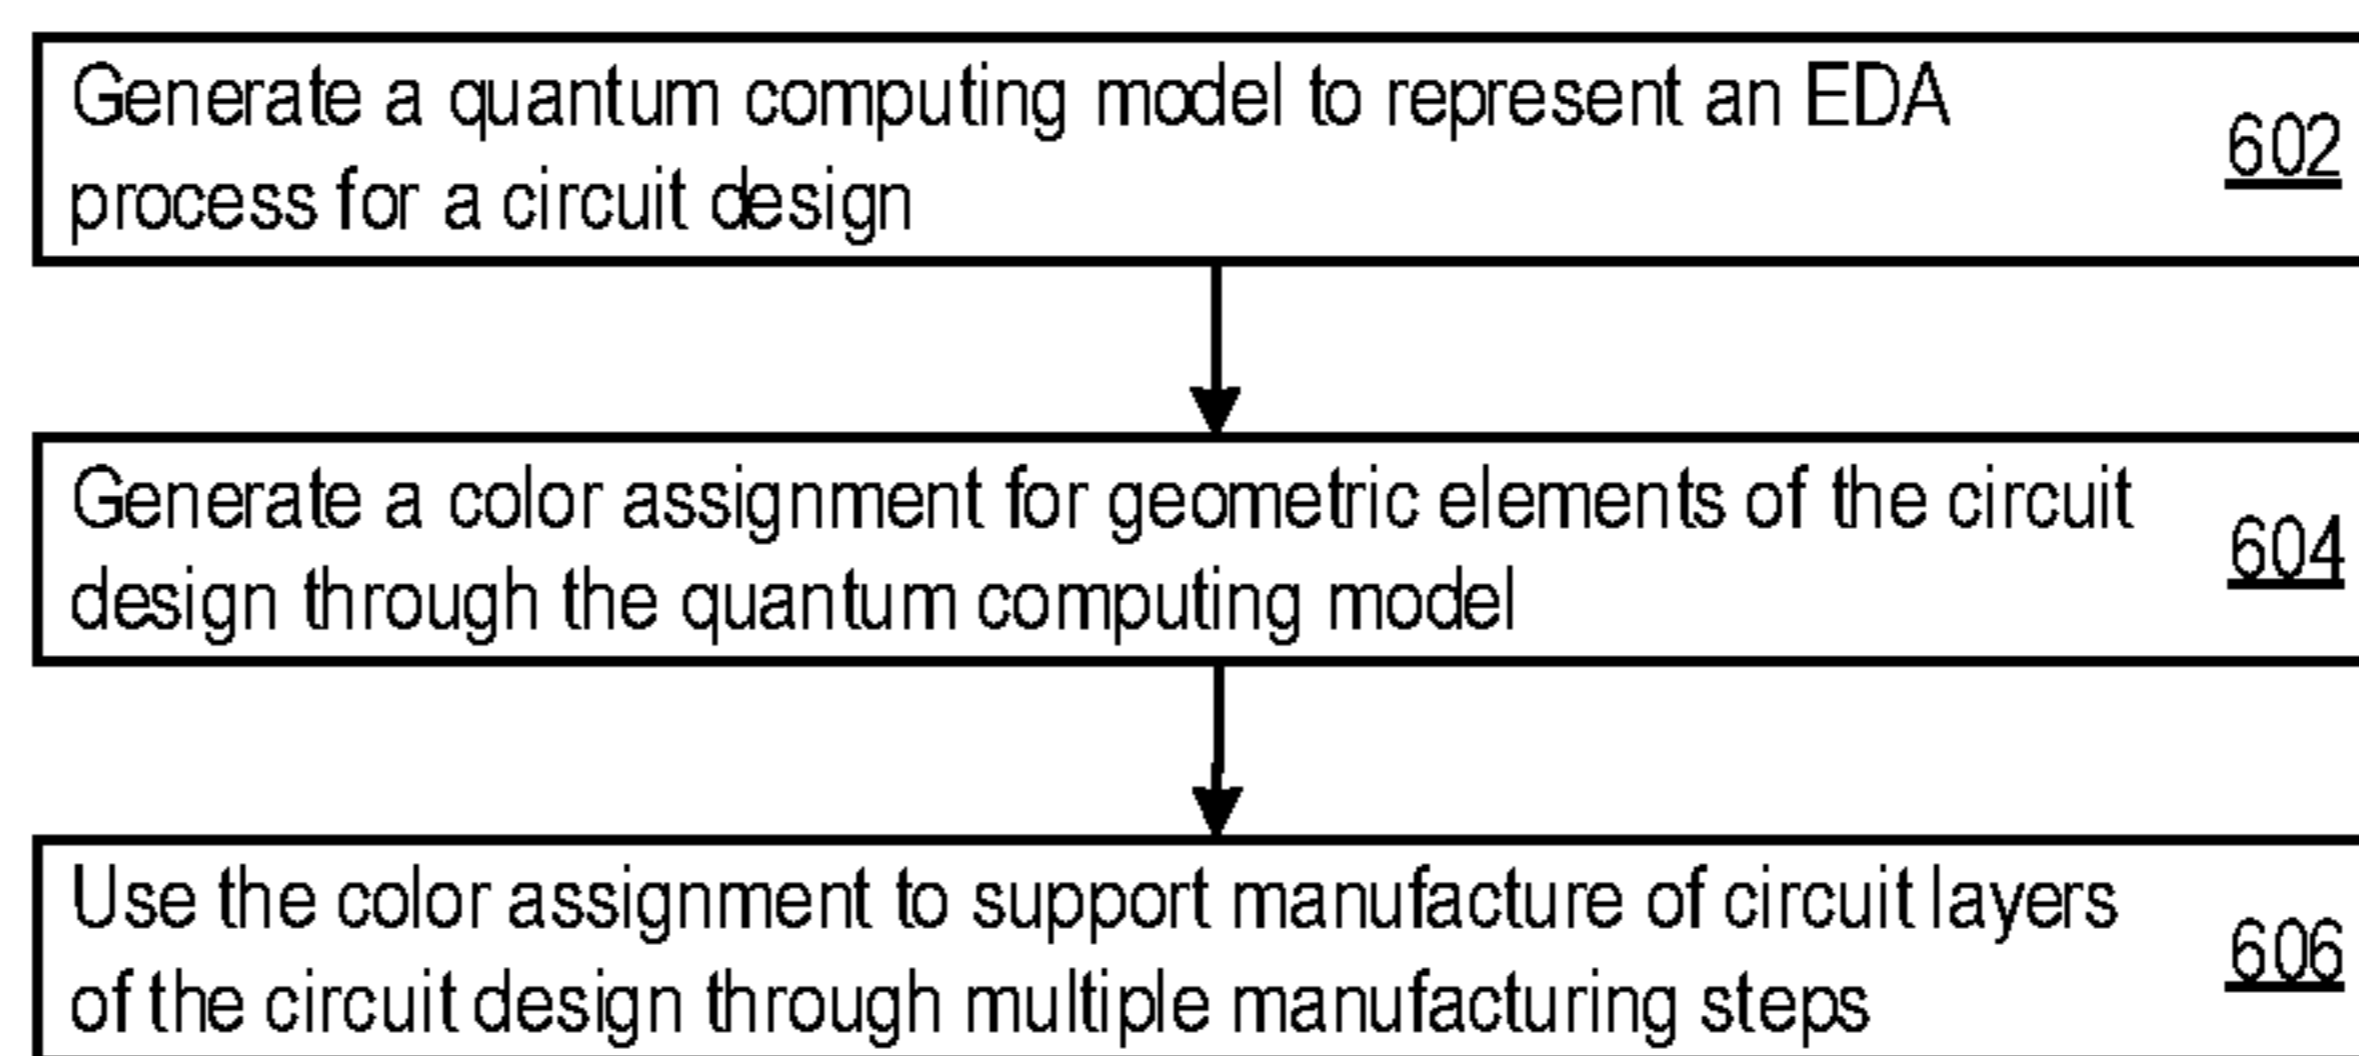 Generate a quantum computing model to represent an EDA
process for a circuit design
602
Generate a color assignment for geometric elements of the circuit
design through the quantum computing model
604
Use the color assignment to support manufacture of circuit layers
of the circuit design through multiple manufacturing steps
606